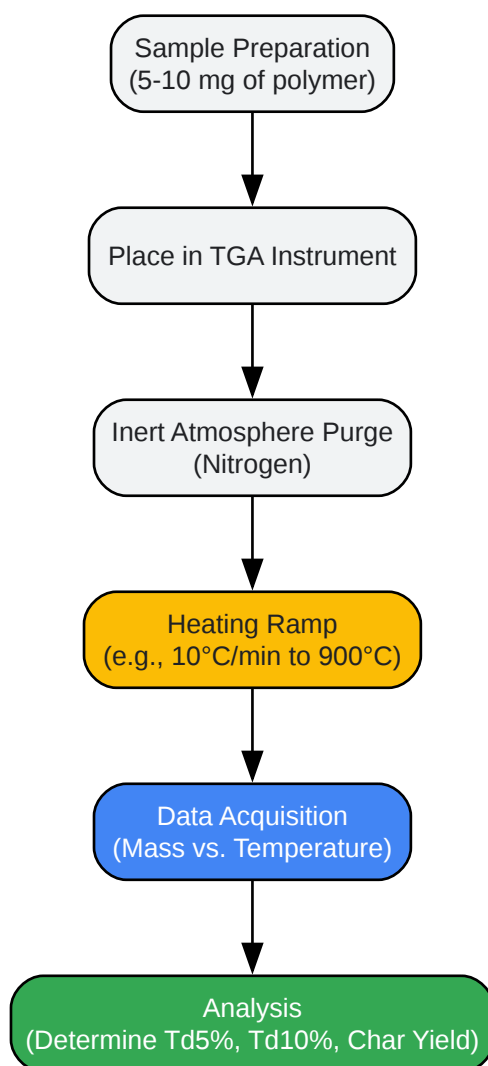 Sample Preparation
(5-10 mg of polymer)
Place in TGA Instrument
Inert Atmosphere Purge
(Nitrogen)
Heating Ramp
(e.g., 10°C/min to 900°C)
Data Acquisition
(Mass vs. Temperature)
Analysis
(Determine Td5%, Td10%, Char Yield)